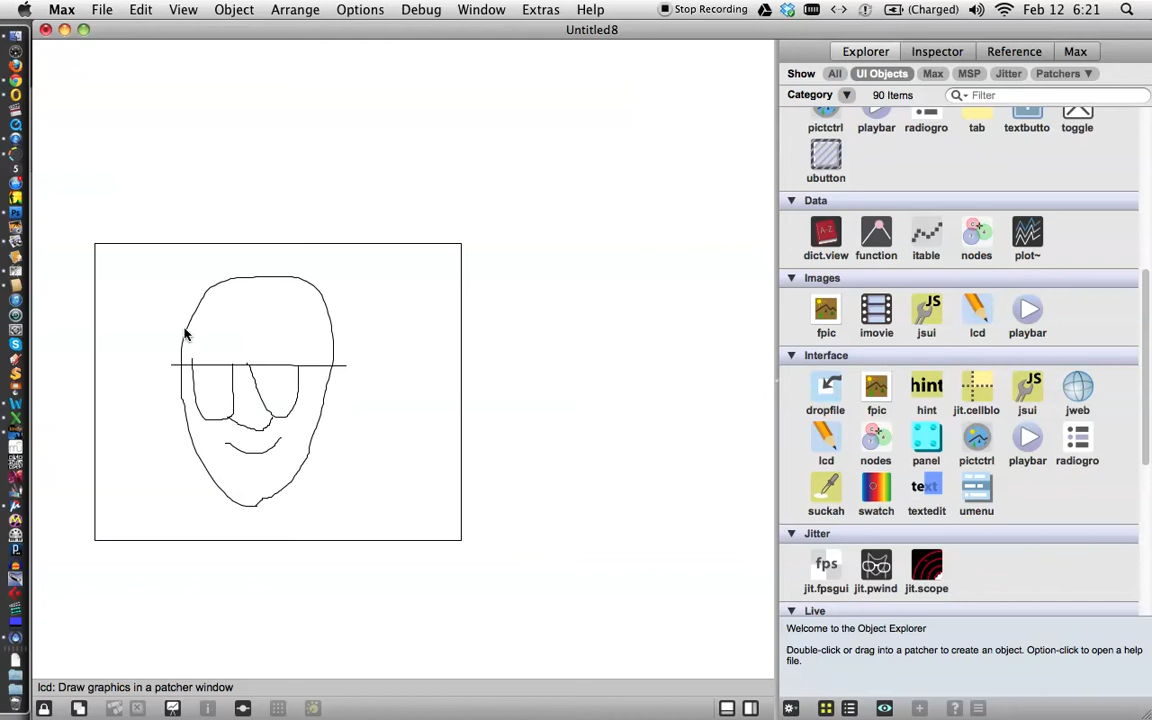 Max File Edit View Object Arrange Options Debug Window Extras Help Stop Recording (Charged) Feb 12 6:21
Untitled8
Explorer Inspector Reference Max
Show All UI Objects Max MSP Jitter Patchers ▼
Category ▼ 90 Items Filter
pictctrl playbar radiogro tab textbutto toggle
ubutton
Data
A-Z
dict.view function itable nodes plot~
Images
JS
fpic imovie jsui lcd playbar
Interface
hint JS
dropfile fpic hint jit.cellblo jsui jweb
lcd nodes panel pictctrl playbar radiogro
text
suckah swatch textedit umenu
Jitter
fps
jit.fpsgui jit.pwind jit.scope
Live
Welcome to the Object Explorer
Double-click or drag into a patcher to create an object. Option-click to open a help
file.
lcd: Draw graphics in a patcher window